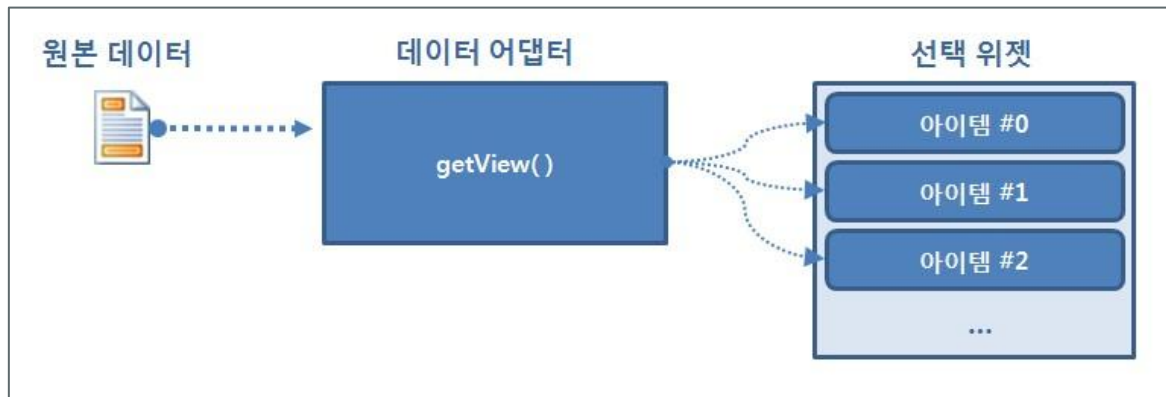 원본 데이터
데이터 어댑터
선택 위젯
getView( )
아이템 #0
아이템 #1
아이템 #2
...